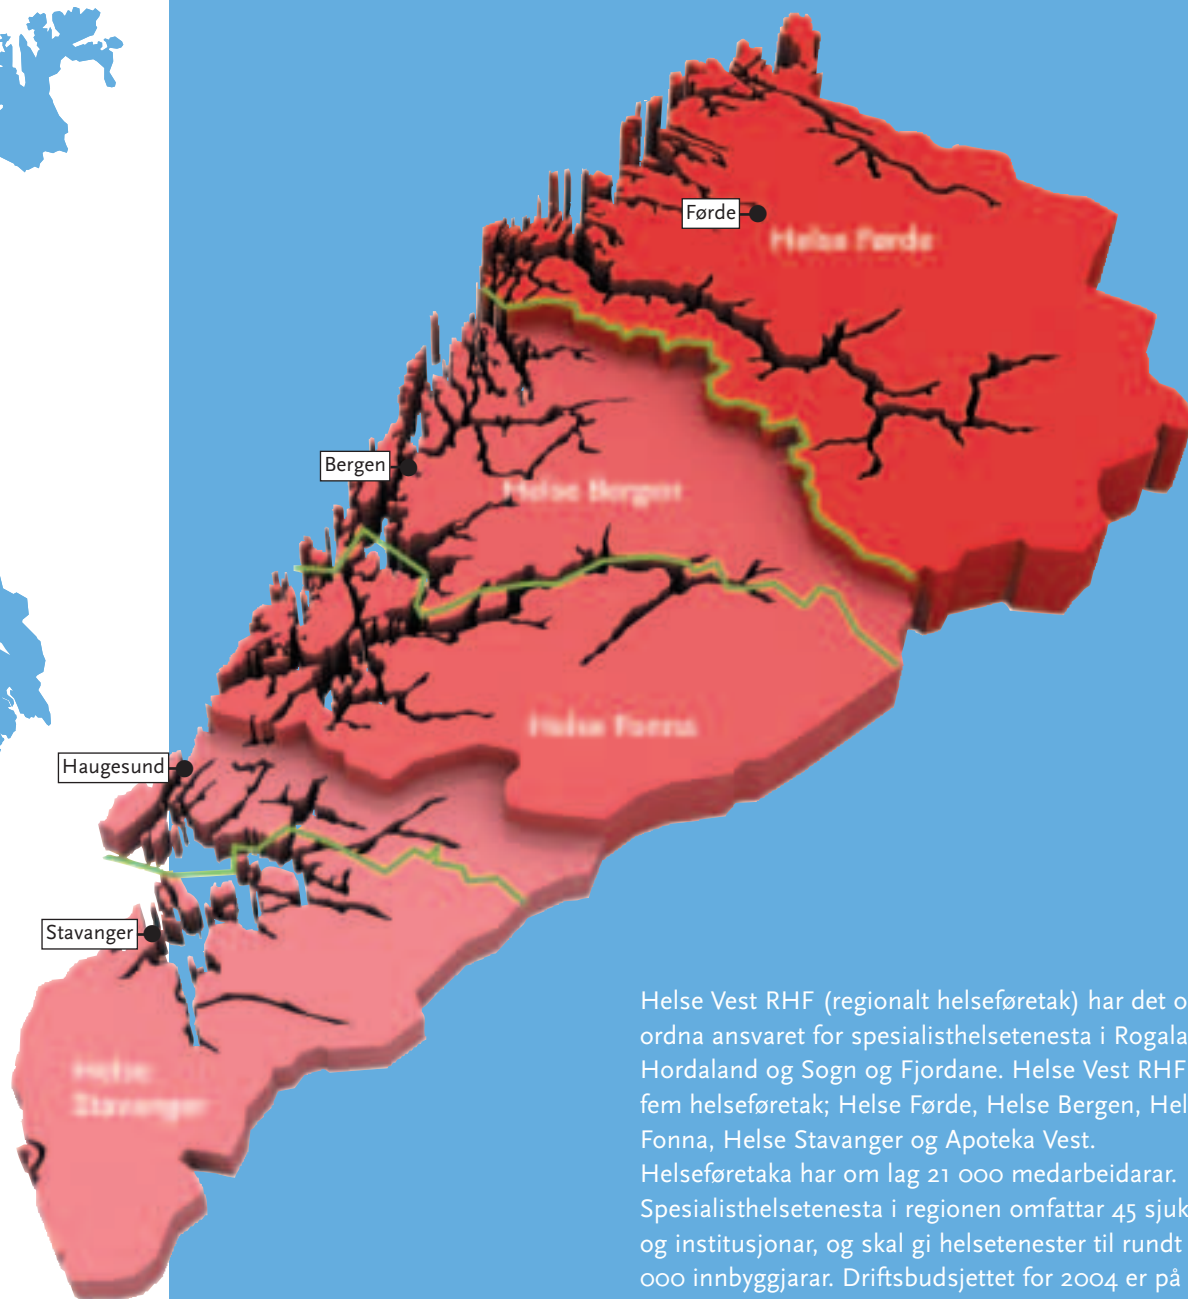 Førde
Helse Førde
Bergen
Helse Bergen
Helse Fonna
Haugesund
Stavanger
Helse
Stavanger
Helse Vest RHF (regionalt helseføretak) har det o
ordna ansvaret for spesialisthelsetenesta i Rogala
Hordaland og Sogn og Fjordane. Helse Vest RHF
fem helseføretak; Helse Førde, Helse Bergen, Hel
Fonna, Helse Stavanger og Apoteka Vest.
Helseføretaka har om lag 21 000 medarbeidarar.
Spesialisthelsetenesta i regionen omfattar 45 sjuk
og institusjonar, og skal gi helsetenester til rundt
000 innbyggjarar. Driftsbudsjettet for 2004 er på